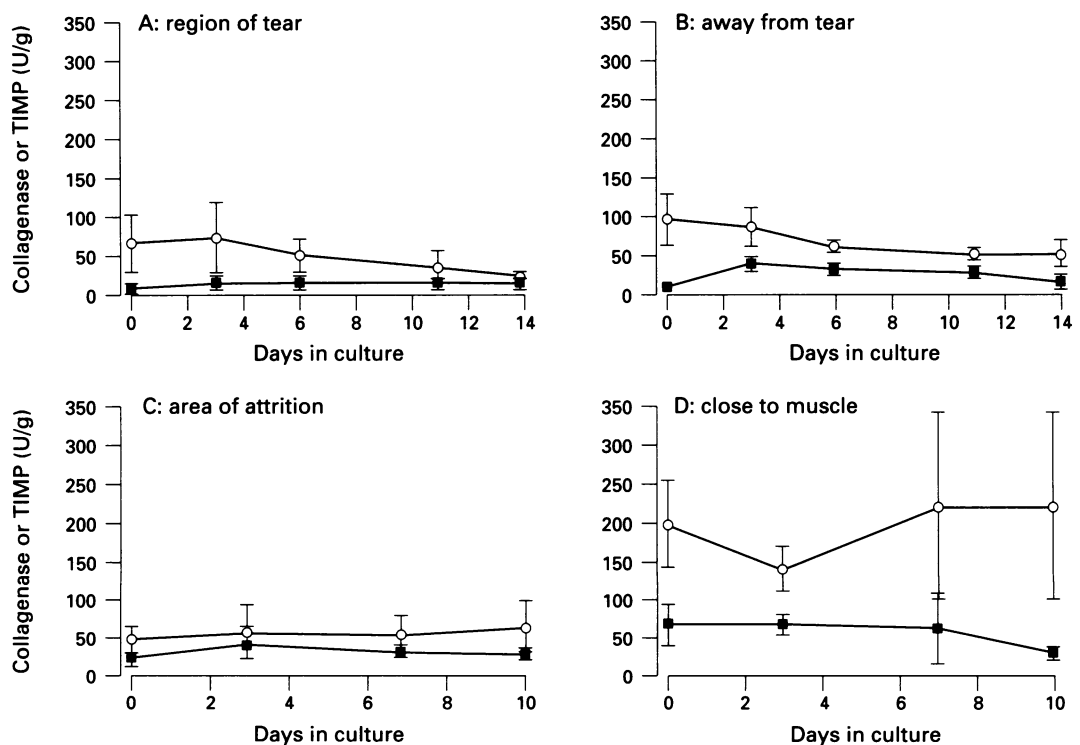 A: region of tear
Collagenase or TIMP (U/g)
350
300
250
200
150
100
50
0
0 2 4 6 8 10 12 14
Days in culture
B: away from tear
350
300
250
200
150
100
50
0
0 2 4 6 8 10 12 14
Days in culture
C: area of attrition
Collagenase or TIMP (U/g)
350
300
250
200
150
100
50
0
0 2 4 6 8 10
Days in culture
D: close to muscle
350
300
250
200
150
100
50
0
0 2 4 6 8 10
Days in culture